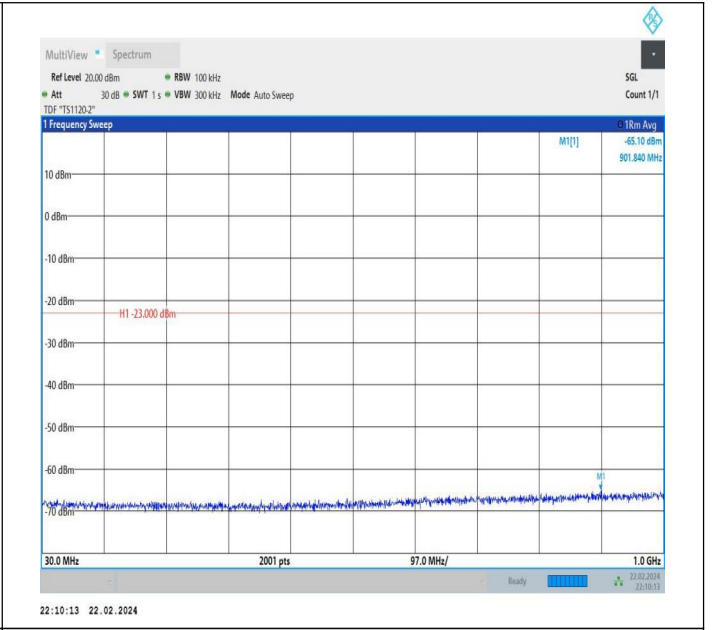 MultiView Spectrum
Ref Level 20.00 dBm RBW 100 kHz SGL
Att 30 dB SWT 1 s VBW 300 kHz Mode Auto Sweep Count 1/1
TDF "TS1120-2"
1 Frequency Sweep 1Rm Avg
M1[1] -65.10 dBm
901.840 MHz
10 dBm
0 dBm
-10 dBm
-20 dBm
H1 -23.000 dBm
-30 dBm
-40 dBm
-50 dBm
-60 dBm
M1
-70 dBm
30.0 MHz 2001 pts 97.0 MHz/ 1.0 GHz
Ready 22.02.2024
22:10:13
22:10:13 22.02.2024